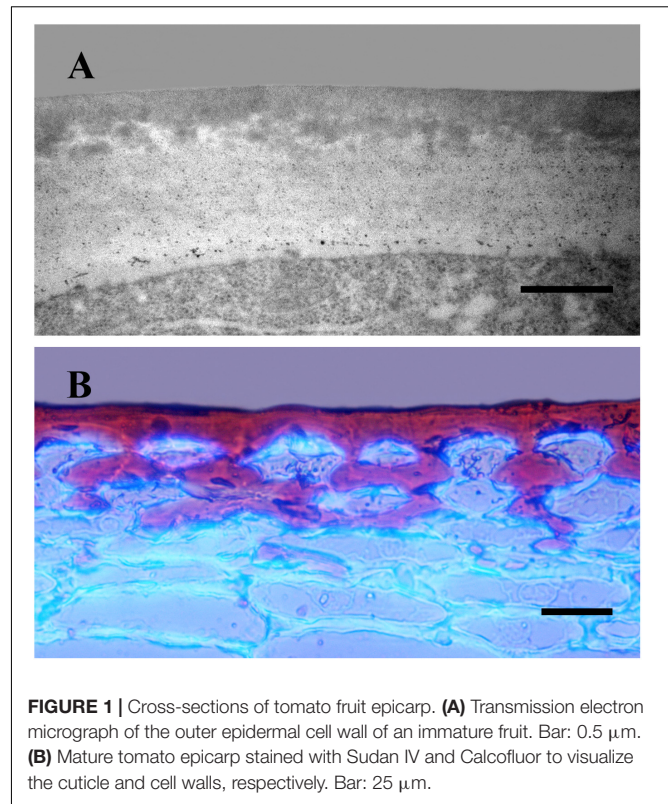 A
B
FIGURE 1 | Cross-sections of tomato fruit epicarp. (A) Transmission electron
micrograph of the outer epidermal cell wall of an immature fruit. Bar: 0.5 μm.
(B) Mature tomato epicarp stained with Sudan IV and Calcofluor to visualize
the cuticle and cell walls, respectively. Bar: 25 μm.